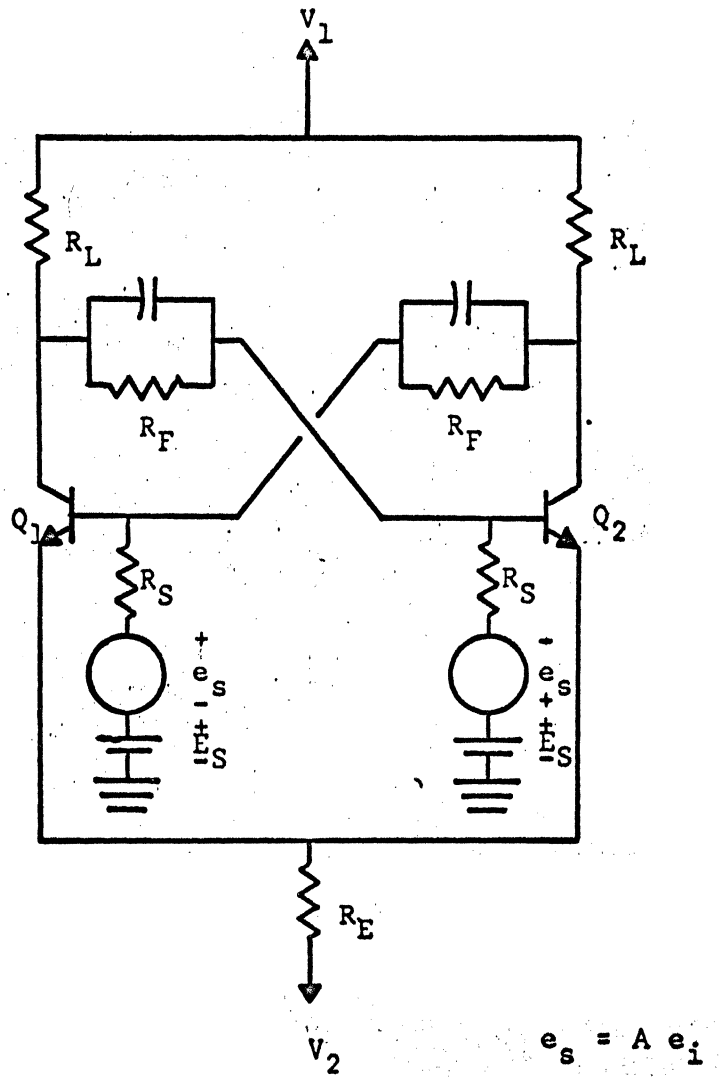 V1
RL
RL
RF
RF
Q1
Q2
RS
RS
+
es
-
+
ES
-
-
es
+
+
ES
-
RE
V2
es = A ei